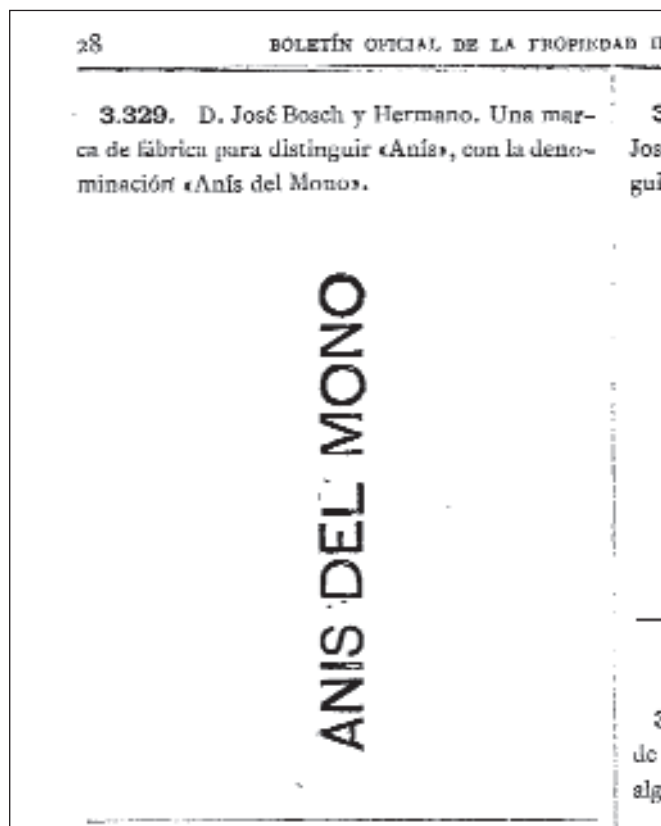 28
BOLETÍN OFICIAL DE LA PROPIEDAD
3.329. D. José Bosch y Hermano. Una mar-
ca de fábrica para distinguir «Anís», con la deno-
minación «Anís del Mono».
ANIS DEL MONO
de